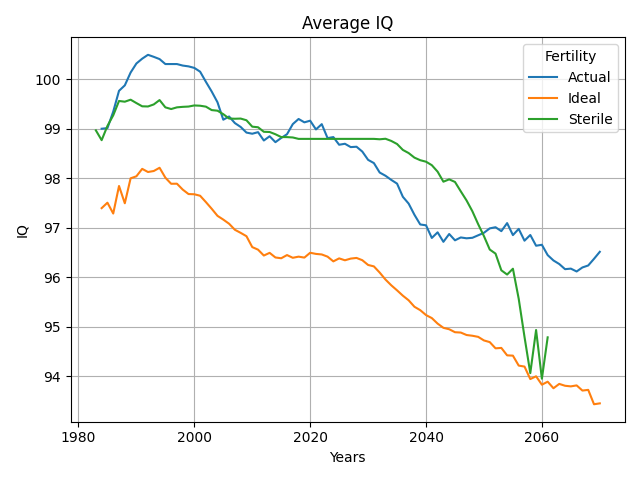 Average IQ
Fertility
Actual
Ideal
Sterile
IQ
100
99
98
97
96
95
94
1980
2000
2020
2040
2060
Years